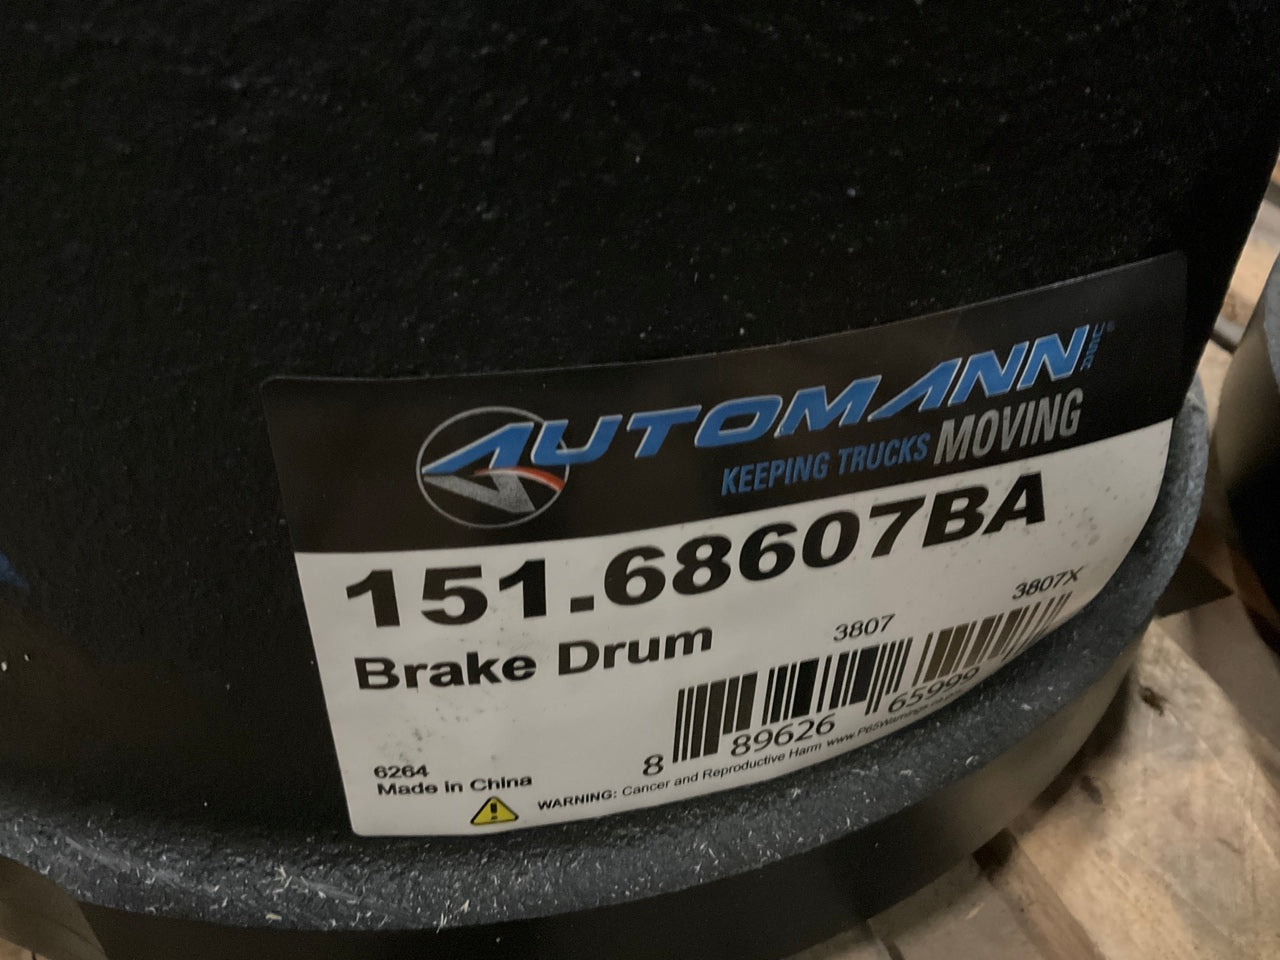 AUTOMANN INC.®
KEEPING TRUCKS MOVING
151.68607BA
Brake Drum
3807
3807X
8 89626 65999
6264
Made in China
WARNING: Cancer and Reproductive Harm www.P65Warnings.ca